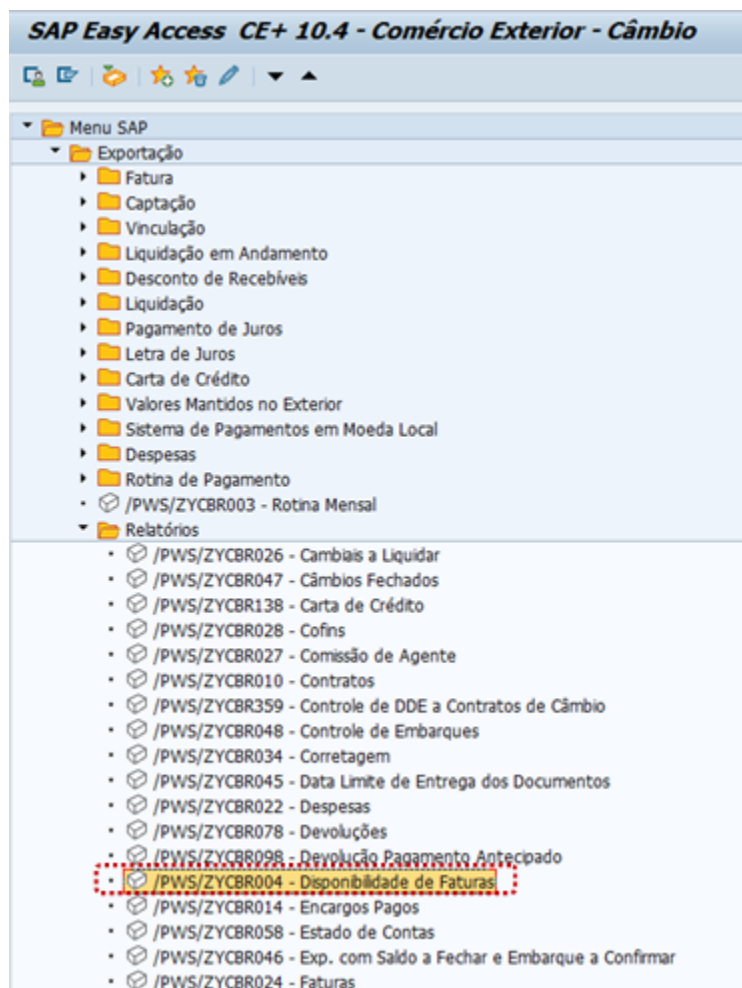 SAP Easy Access CE+ 10.4 - Comércio Exterior - Câmbio
Menu SAP
Exportação
Fatura
Captação
Vinculação
Liquidação em Andamento
Desconto de Recebíveis
Liquidação
Pagamento de Juros
Letra de Juros
Carta de Crédito
Valores Mantidos no Exterior
Sistema de Pagamentos em Moeda Local
Despesas
Rotina de Pagamento
/PWS/ZYCBR003 - Rotina Mensal
Relatórios
/PWS/ZYCBR026 - Cambiais a Liquidar
/PWS/ZYCBR047 - Câmbios Fechados
/PWS/ZYCBR138 - Carta de Crédito
/PWS/ZYCBR028 - Cofins
/PWS/ZYCBR027 - Comissão de Agente
/PWS/ZYCBR010 - Contratos
/PWS/ZYCBR359 - Controle de DDE a Contratos de Câmbio
/PWS/ZYCBR048 - Controle de Embarques
/PWS/ZYCBR034 - Corretagem
/PWS/ZYCBR045 - Data Limite de Entrega dos Documentos
/PWS/ZYCBR022 - Despesas
/PWS/ZYCBR078 - Devoluções
/PWS/ZYCBR098 - Devolução Pagamento Antecipado
/PWS/ZYCBR004 - Disponibilidade de Faturas
/PWS/ZYCBR014 - Encargos Pagos
/PWS/ZYCBR058 - Estado de Contas
/PWS/ZYCBR046 - Exp. com Saldo a Fechar e Embarque a Confirmar
/PWS/ZYCBR024 - Faturas